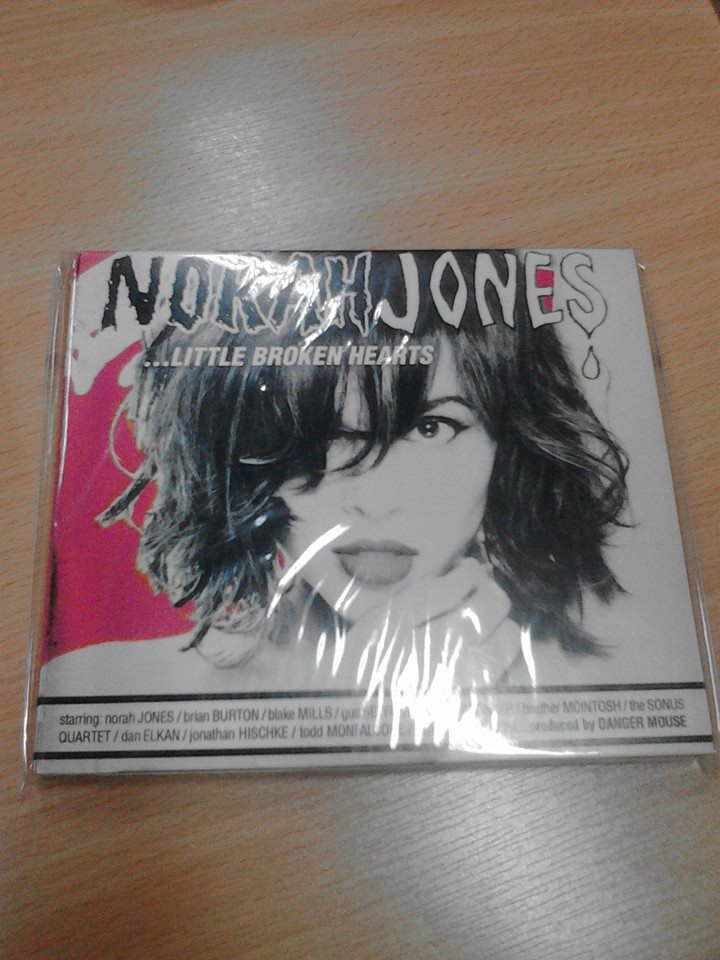 NORAH JONES
...LITTLE BROKEN HEARTS
starring: norah JONES / brian BURTON / blake MILLS / heather MCINTOSH / the SONUS
QUARTET / dan ELKAN / jonathan HISCHKE / todd produced by DANGER MOUSE